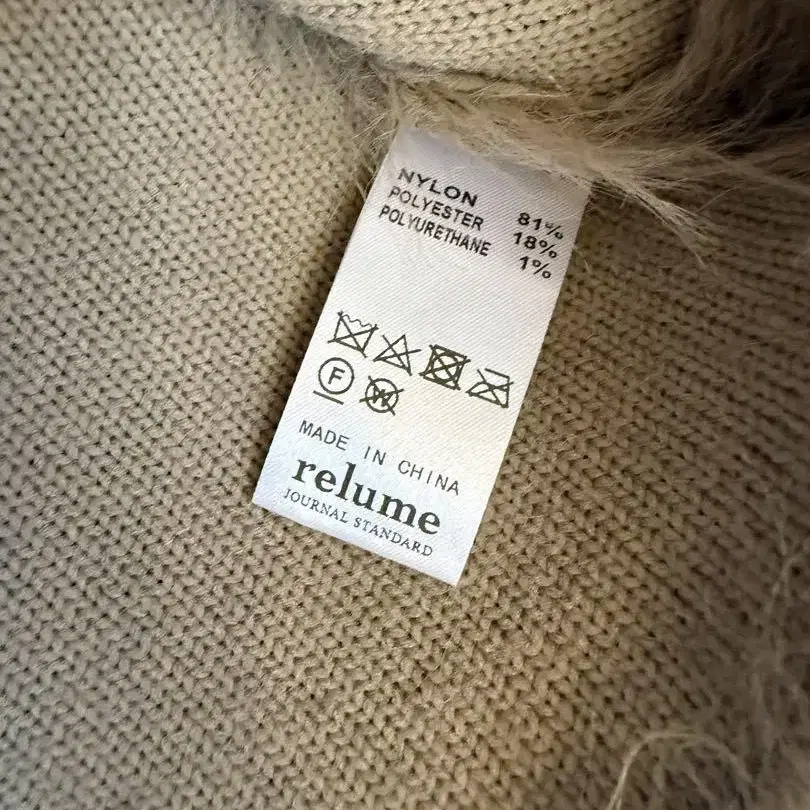 NYLON 81%
POLYESTER 18%
POLYURETHANE 1%
F W
MADE IN CHINA
relume
JOURNAL STANDARD